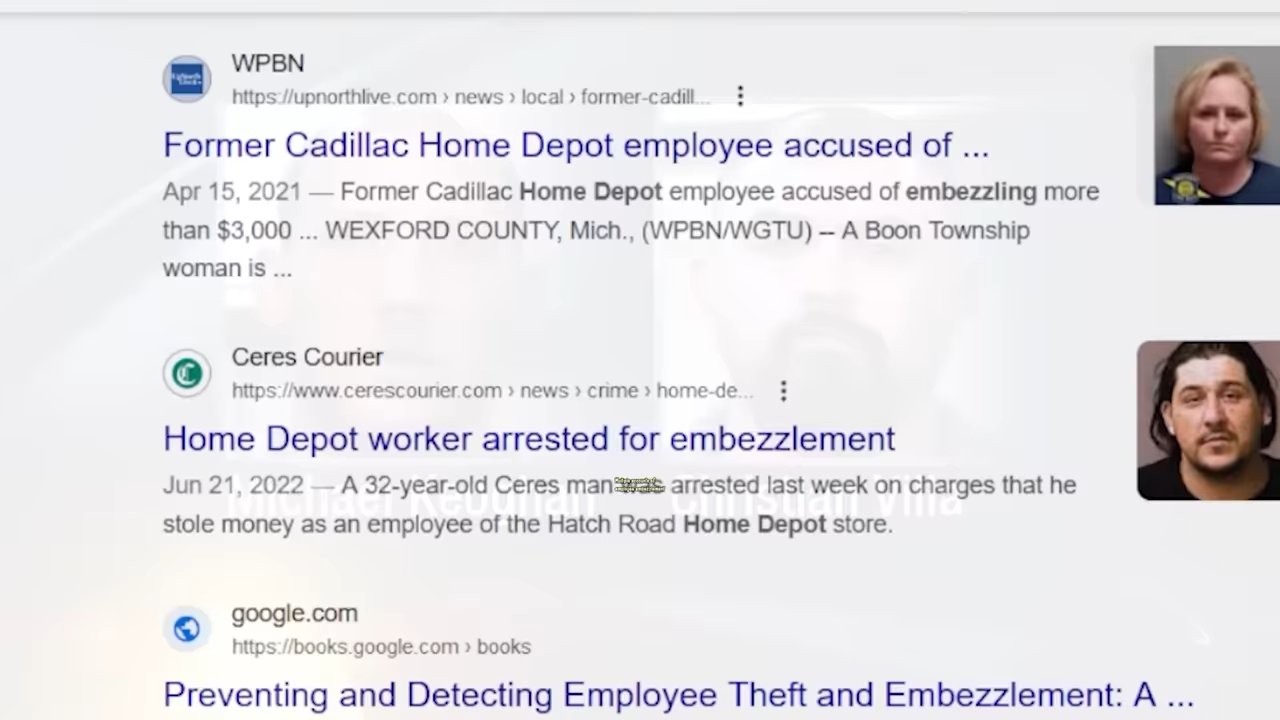 WPBN
https://upnorthlive.com › news › local › former-cadill...
Former Cadillac Home Depot employee accused of ...
Apr 15, 2021 — Former Cadillac Home Depot employee accused of embezzling more
than $3,000 ... WEXFORD COUNTY, Mich., (WPBN/WGTU) -- A Boon Township
woman is ...
Ceres Courier
https://www.cerescourier.com › news › crime › home-de...
Home Depot worker arrested for embezzlement
Jun 21, 2022 — A 32-year-old Ceres man arrested last week on charges that he
Michael Keughan Christian Villa
stole money as an employee of the Hatch Road Home Depot store.
google.com
https://books.google.com › books
Preventing and Detecting Employee Theft and Embezzlement: A ...